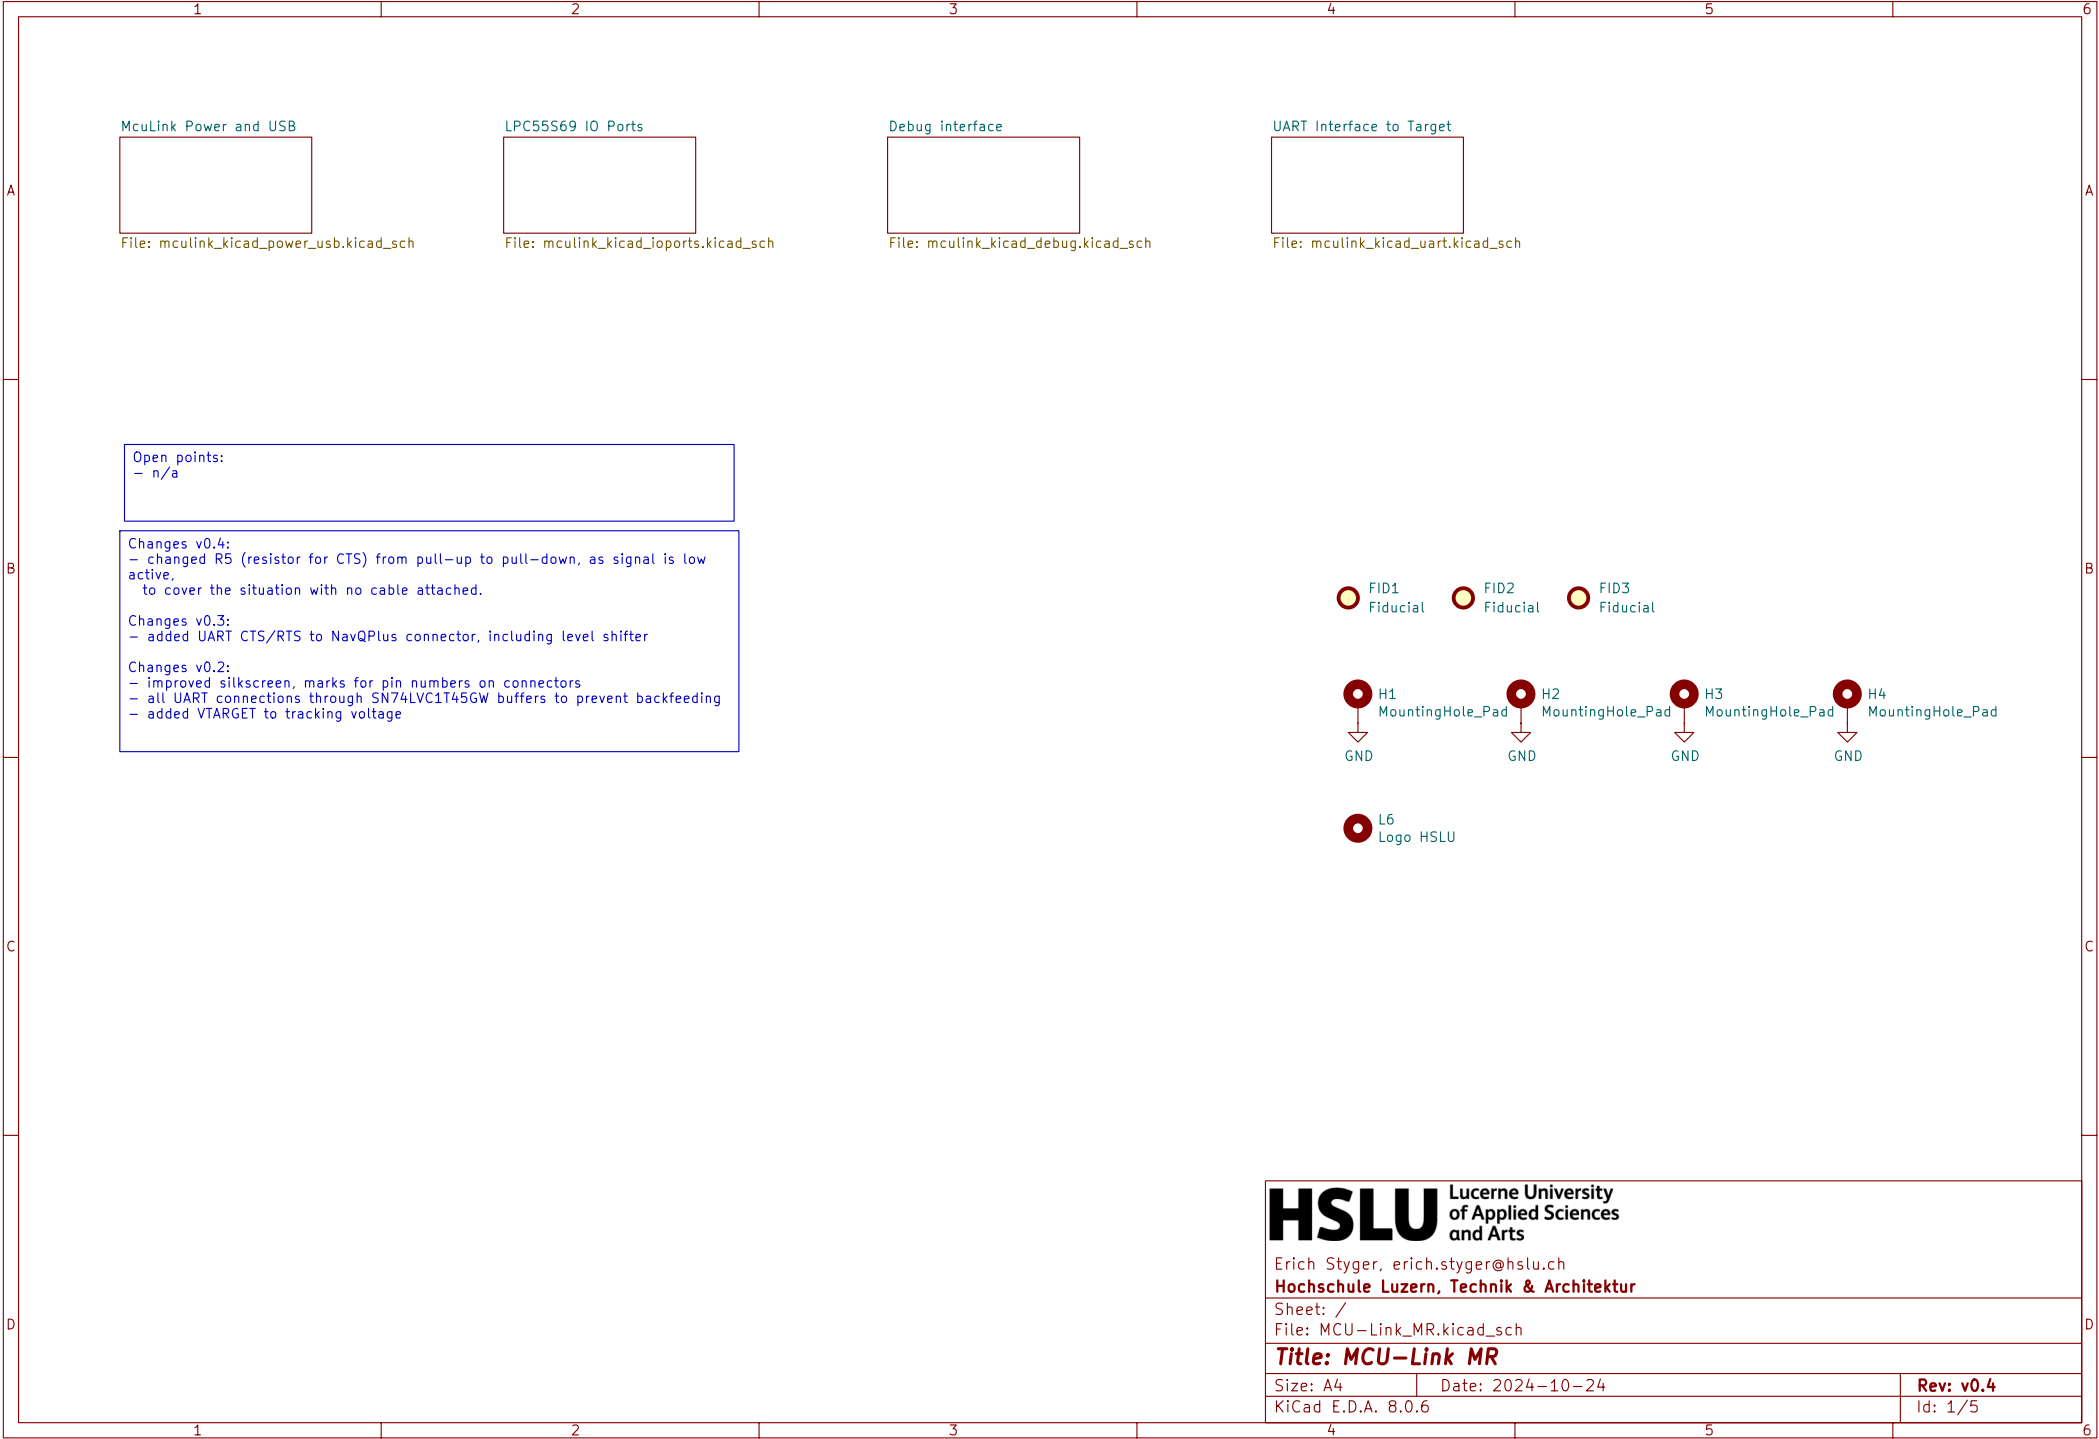 1 2 3 4 5 6
McuLink Power and USB
LPC55S69 IO Ports
Debug interface
UART Interface to Target
A A
File: mculink_kicad_power_usb.kicad_sch
File: mculink_kicad_ioports.kicad_sch
File: mculink_kicad_debug.kicad_sch
File: mculink_kicad_uart.kicad_sch
Open points:
- n/a
Changes v0.4:
- changed R5 (resistor for CTS) from pull-up to pull-down, as signal is low
active,
to cover the situation with no cable attached.
Changes v0.3:
- added UART CTS/RTS to NavQPlus connector, including level shifter
Changes v0.2:
- improved silkscreen, marks for pin numbers on connectors
- all UART connections through SN74LVC1T45GW buffers to prevent backfeeding
- added VTARGET to tracking voltage
B B
FID1
Fiducial
FID2
Fiducial
FID3
Fiducial
H1
MountingHole_Pad
GND
H2
MountingHole_Pad
GND
H3
MountingHole_Pad
GND
H4
MountingHole_Pad
GND
L6
Logo HSLU
C C
HSLU
Lucerne University
of Applied Sciences
and Arts
Erich Styger, erich.styger@hslu.ch
Hochschule Luzern, Technik & Architektur
Sheet: /
File: MCU-Link_MR.kicad_sch
D D
Title: MCU-Link MR
Size: A4
Date: 2024-10-24
Rev: v0.4
KiCad E.D.A. 8.0.6
Id: 1/5
1 2 3 4 5 6